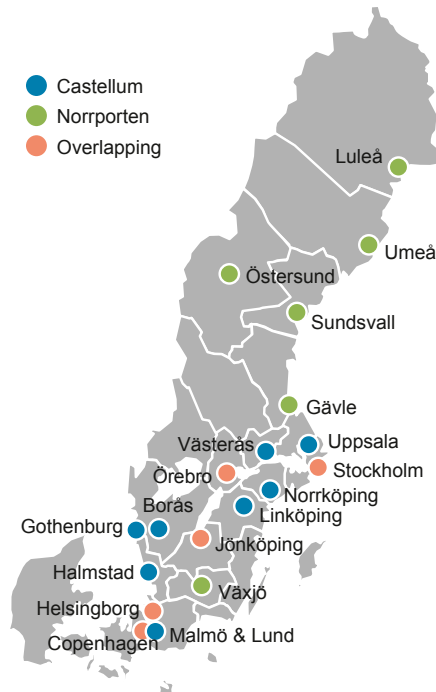 Castellum
Norrporten
Overlapping
Luleå
Umeå
Östersund
Sundsvall
Gävle
Västerås
Uppsala
Örebro
Stockholm
Norrköping
Borås
Linköping
Gothenburg
Jönköping
Halmstad
Växjö
Helsingborg
Copenhagen
Malmö & Lund